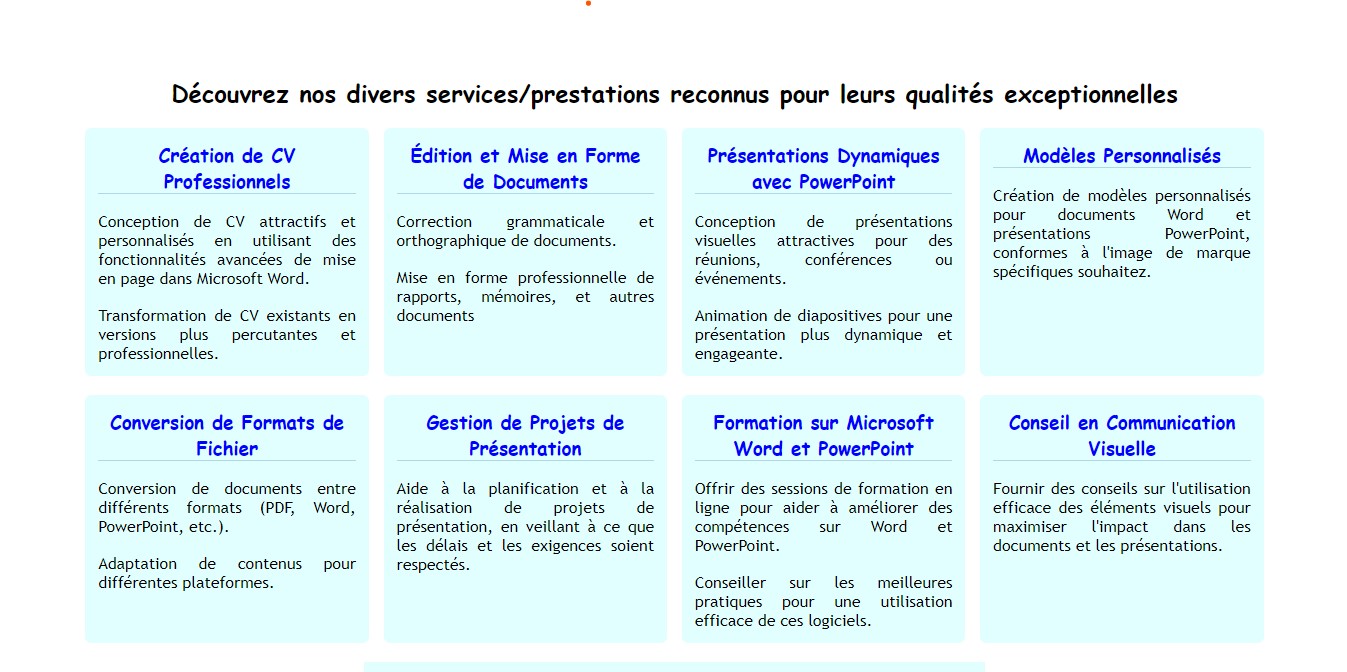 Découvrez nos divers services/prestations reconnus pour leurs qualités exceptionnelles
Création de CV
Professionnels
Conception de CV attractifs et
personnalisés en utilisant des
fonctionnalités avancées de mise
en page dans Microsoft Word.
Transformation de CV existants en
versions plus percutantes et
professionnelles.
Édition et Mise en Forme
de Documents
Correction grammaticale et
orthographique de documents.
Mise en forme professionnelle de
rapports, mémoires, et autres
documents
Présentations Dynamiques
avec PowerPoint
Conception de présentations
visuelles attractives pour des
réunions, conférences ou
événements.
Animation de diapositives pour une
présentation plus dynamique et
engageante.
Modèles Personnalisés
Création de modèles personnalisés
pour documents Word et
présentations PowerPoint,
conformes à l'image de marque
spécifiques souhaitez.
Conversion de Formats de
Fichier
Conversion de documents entre
différents formats (PDF, Word,
PowerPoint, etc.).
Adaptation de contenus pour
différentes plateformes.
Gestion de Projets de
Présentation
Aide à la planification et à la
réalisation de projets de
présentation, en veillant à ce que
les délais et les exigences soient
respectés.
Formation sur Microsoft
Word et PowerPoint
Offrir des sessions de formation en
ligne pour aider à améliorer des
compétences sur Word et
PowerPoint.
Conseiller sur les meilleures
pratiques pour une utilisation
efficace de ces logiciels.
Conseil en Communication
Visuelle
Fournir des conseils sur l'utilisation
efficace des éléments visuels pour
maximiser l'impact dans les
documents et les présentations.